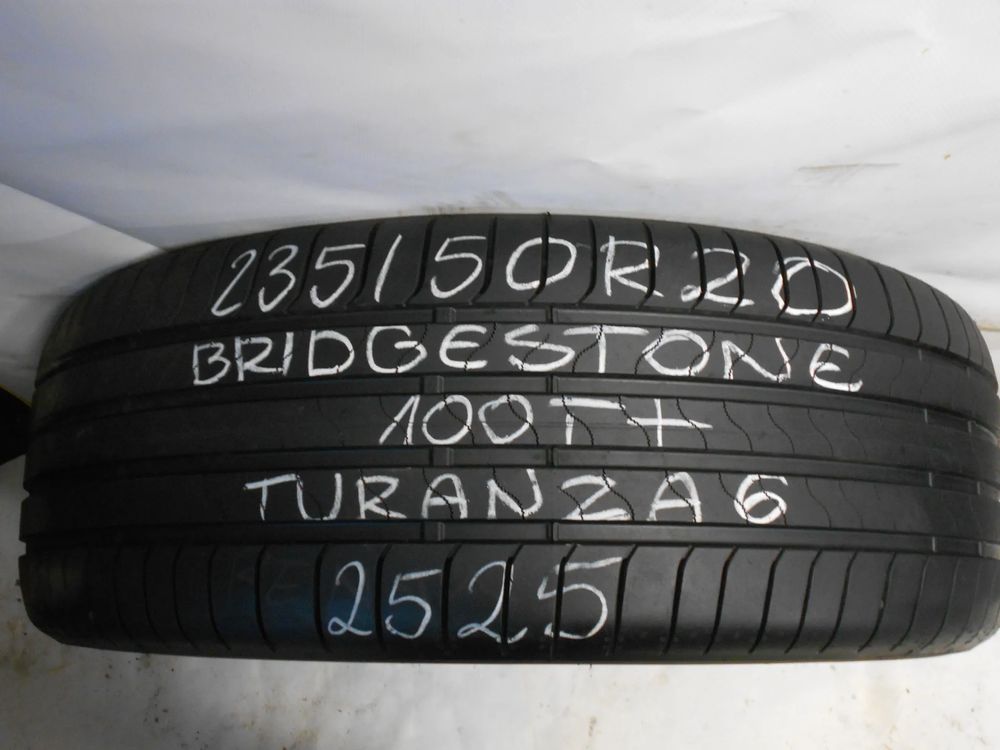 235/50R20
BRIDGESTONE
100T+
TURANZA 6
2525